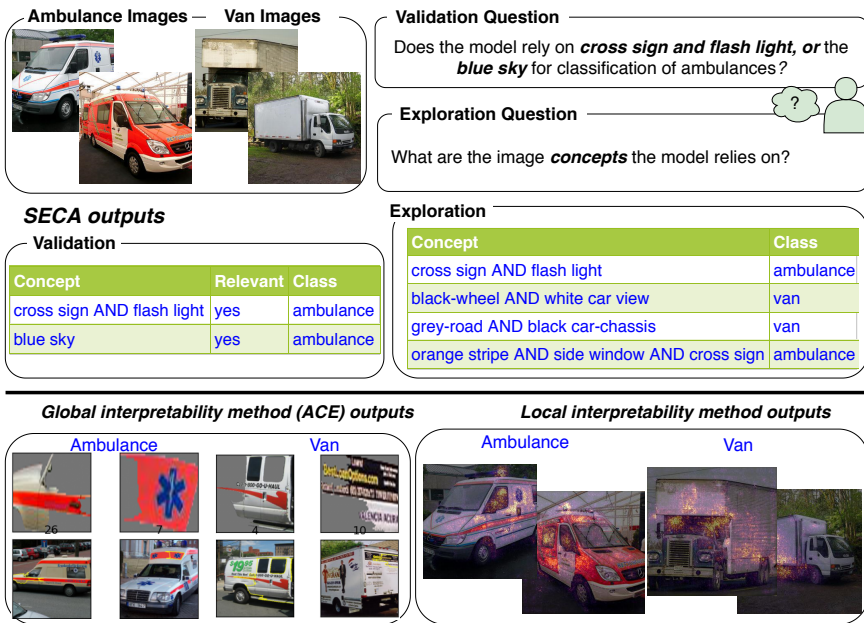 Ambulance Images
Van Images
Validation Question
Does the model rely on cross sign and flash light, or the
blue sky for classification of ambulances?
?
Exploration Question
What are the image concepts the model relies on?
SECA outputs
Validation
Concept Relevant Class
cross sign AND flash light yes ambulance
blue sky yes ambulance
Exploration
Concept Class
cross sign AND flash light ambulance
black-wheel AND white car view van
grey-road AND black car-chassis van
orange stripe AND side window AND cross sign ambulance
Global interpretability method (ACE) outputs
Ambulance Van
26
7
4
10
Local interpretability method outputs
Ambulance Van